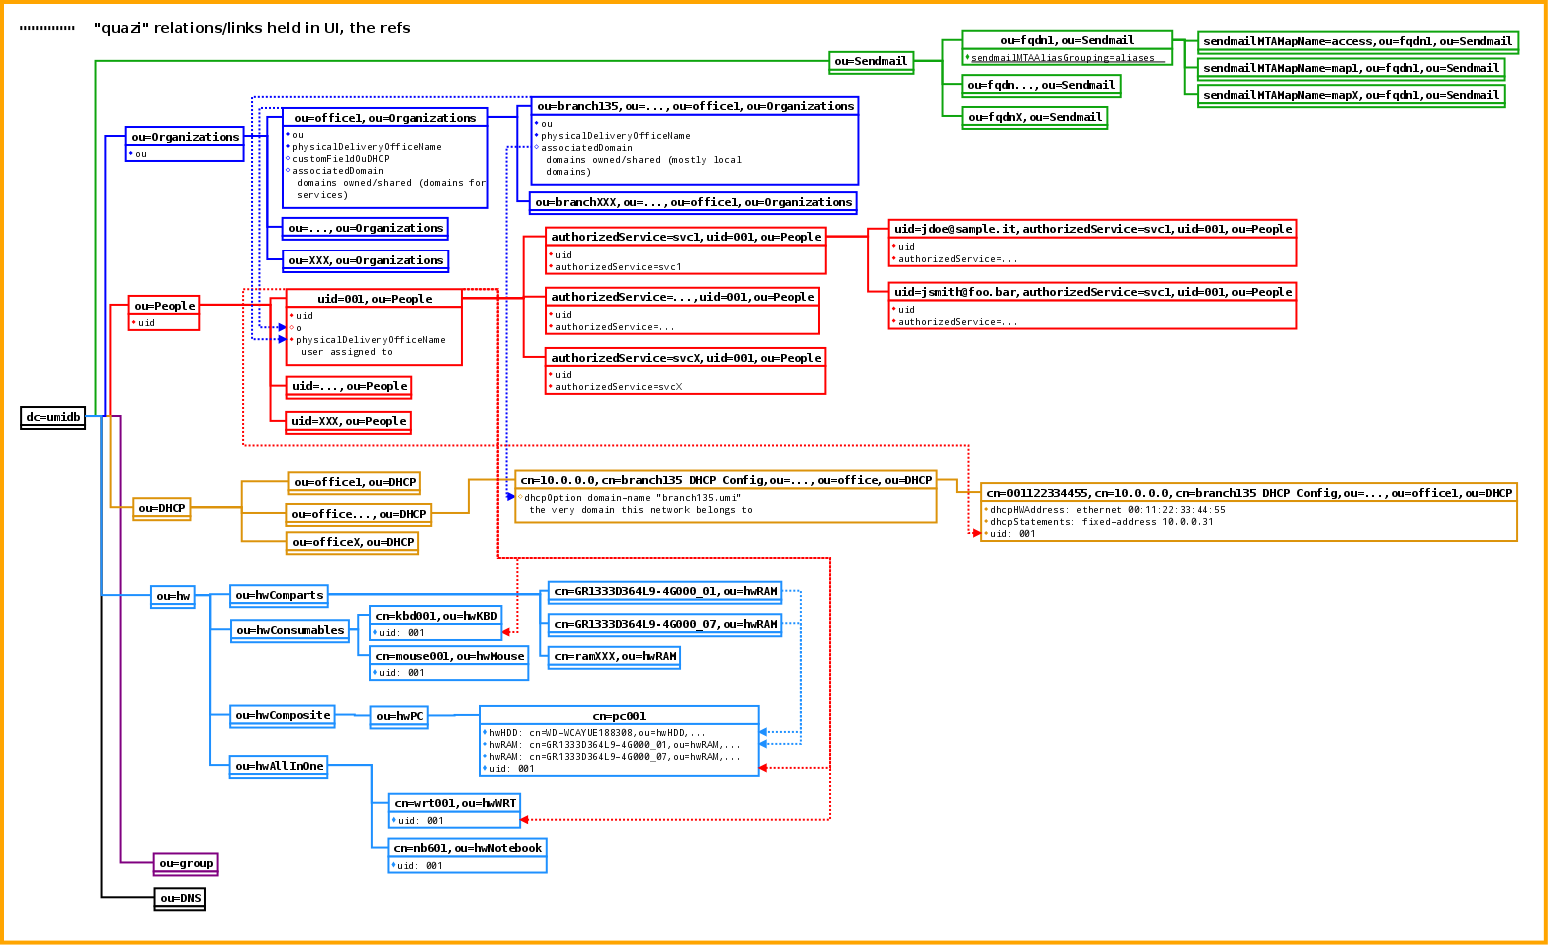 "quazi" relations/links held in UI, the refs
ou=Sendmail
ou=fqdn1,ou=Sendmail
sendmailMTAAliasGrouping=aliases
ou=fqdn...,ou=Sendmail
ou=fqdnX,ou=Sendmail
sendmailMTAMapName=access,ou=fqdn1,ou=Sendmail
sendmailMTAMapName=map1,ou=fqdn1,ou=Sendmail
sendmailMTAMapName=mapX,ou=fqdn1,ou=Sendmail
ou=Organizations
ou
ou=office1,ou=Organizations
ou
physicalDeliveryOfficeName
customFieldOuDHCP
associatedDomain
domains owned/shared (domains for
services)
ou=...,ou=Organizations
ou=XXX,ou=Organizations
ou=branch135,ou=...,ou=office1,ou=Organizations
ou
physicalDeliveryOfficeName
associatedDomain
domains owned/shared (mostly local
domains)
ou=branchXXX,ou=...,ou=office1,ou=Organizations
ou=People
uid
uid=001,ou=People
uid
o
physicalDeliveryOfficeName
user assigned to
uid=...,ou=People
uid=XXX,ou=People
authorizedService=svc1,uid=001,ou=People
uid
authorizedService=svc1
authorizedService=...,uid=001,ou=People
uid
authorizedService=...
authorizedService=svcX,uid=001,ou=People
uid
authorizedService=svcX
uid=jdoe@sample.it,authorizedService=svc1,uid=001,ou=People
uid
authorizedService=...
uid=jsmith@foo.bar,authorizedService=svc1,uid=001,ou=People
uid
authorizedService=...
dc=umidb
ou=DHCP
ou=office1,ou=DHCP
ou=office...,ou=DHCP
ou=officeX,ou=DHCP
cn=10.0.0.0,cn=branch135 DHCP Config,ou=...,ou=office,ou=DHCP
dhcpOption domain-name "branch135.umi"
the very domain this network belongs to
cn=001122334455,cn=10.0.0.0,cn=branch135 DHCP Config,ou=...,ou=office1,ou=DHCP
dhcpHWAddress: ethernet 00:11:22:33:44:55
dhcpStatements: fixed-address 10.0.0.31
uid: 001
ou=hw
ou=hwComparts
cn=GR1333D364L9-4G000_01,ou=hwRAM
cn=GR1333D364L9-4G000_07,ou=hwRAM
cn=ramXXX,ou=hwRAM
ou=hwConsumables
cn=kbd001,ou=hwKBD
uid: 001
cn=mouse001,ou=hwMouse
uid: 001
ou=hwComposite
ou=hwPC
cn=pc001
hwHDD: cn=WD-WCAYUE188308,ou=hwHDD,...
hwRAM: cn=GR1333D364L9-4G000_01,ou=hwRAM,...
hwRAM: cn=GR1333D364L9-4G000_07,ou=hwRAM,...
uid: 001
ou=hwAllInOne
cn=wrt001,ou=hwWRT
uid: 001
cn=nb601,ou=hwNotebook
uid: 001
ou=group
ou=DNS